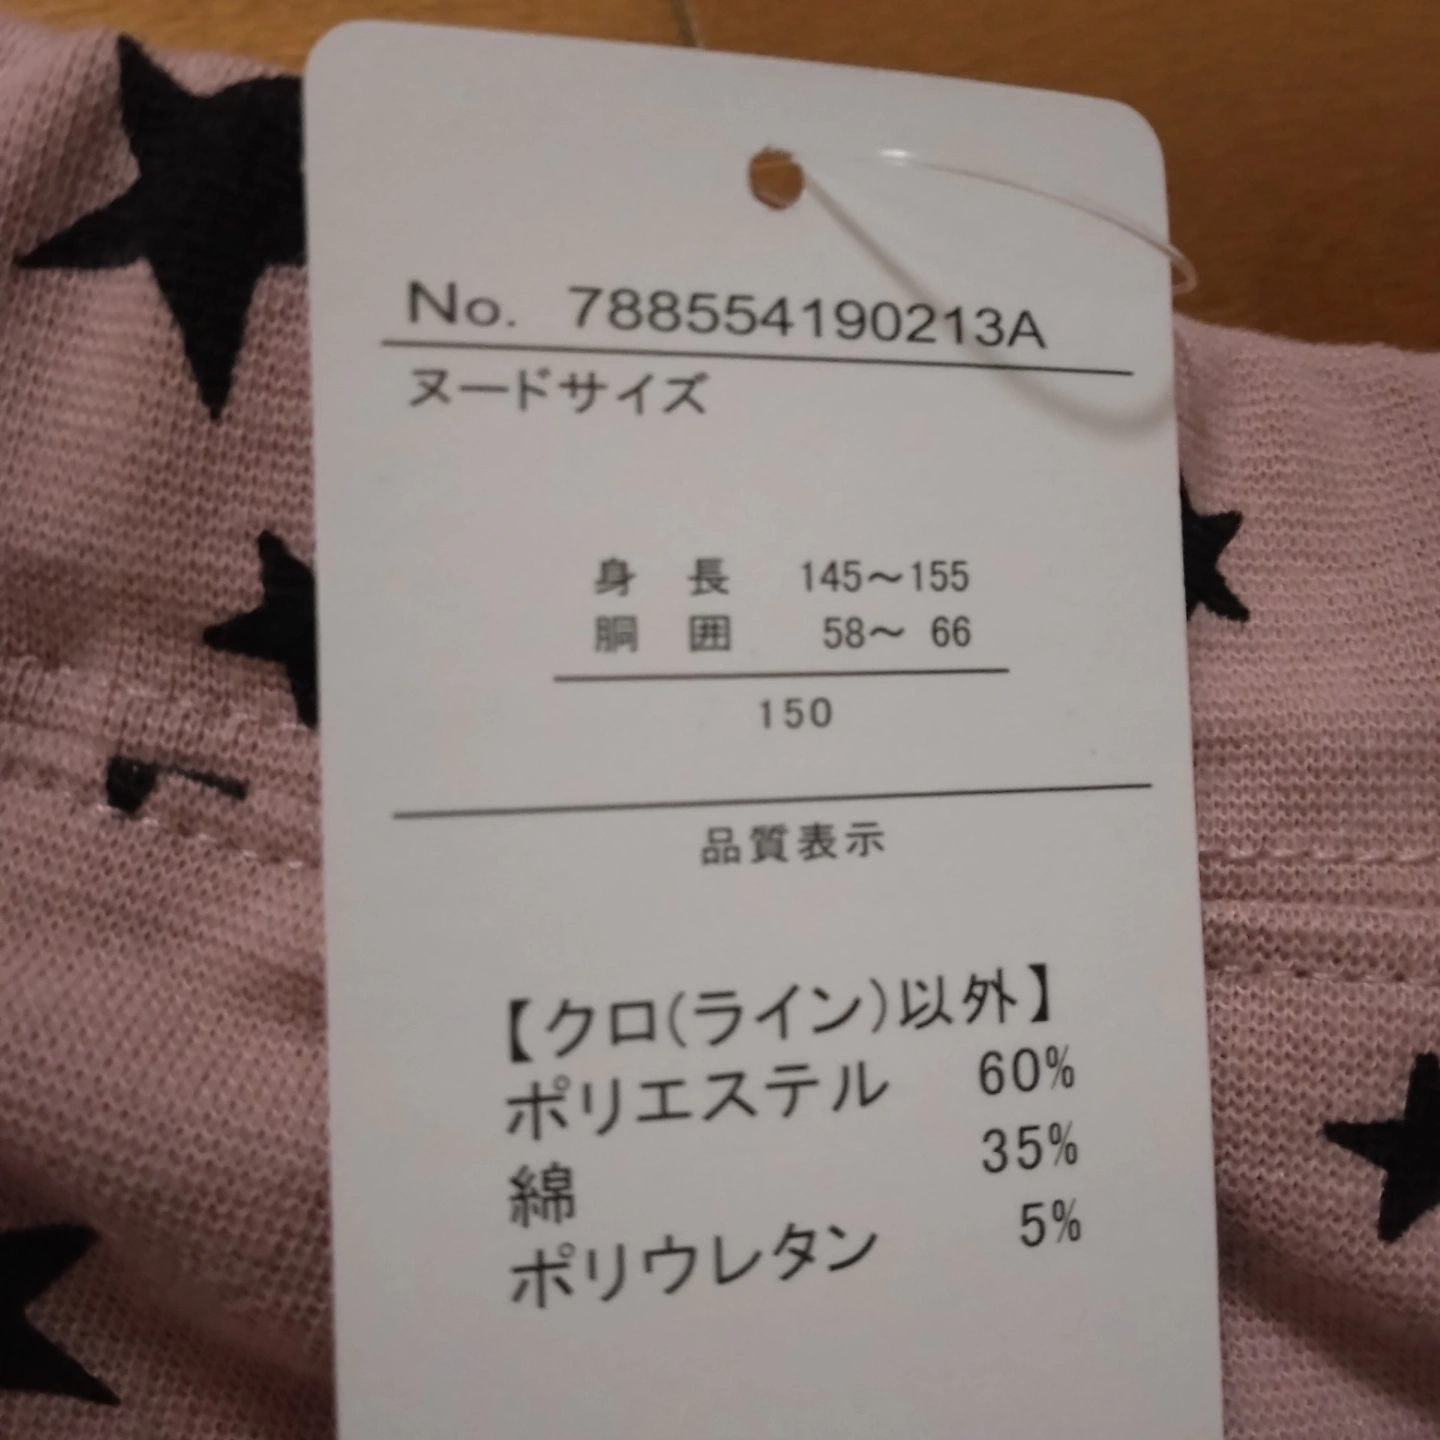 No. 788554190213A
ヌードサイズ
身 長 145～155
胴 囲 58～ 66
150
品質表示
【クロ(ライン)以外】
ポリエステル 60%
綿 35%
ポリウレタン 5%